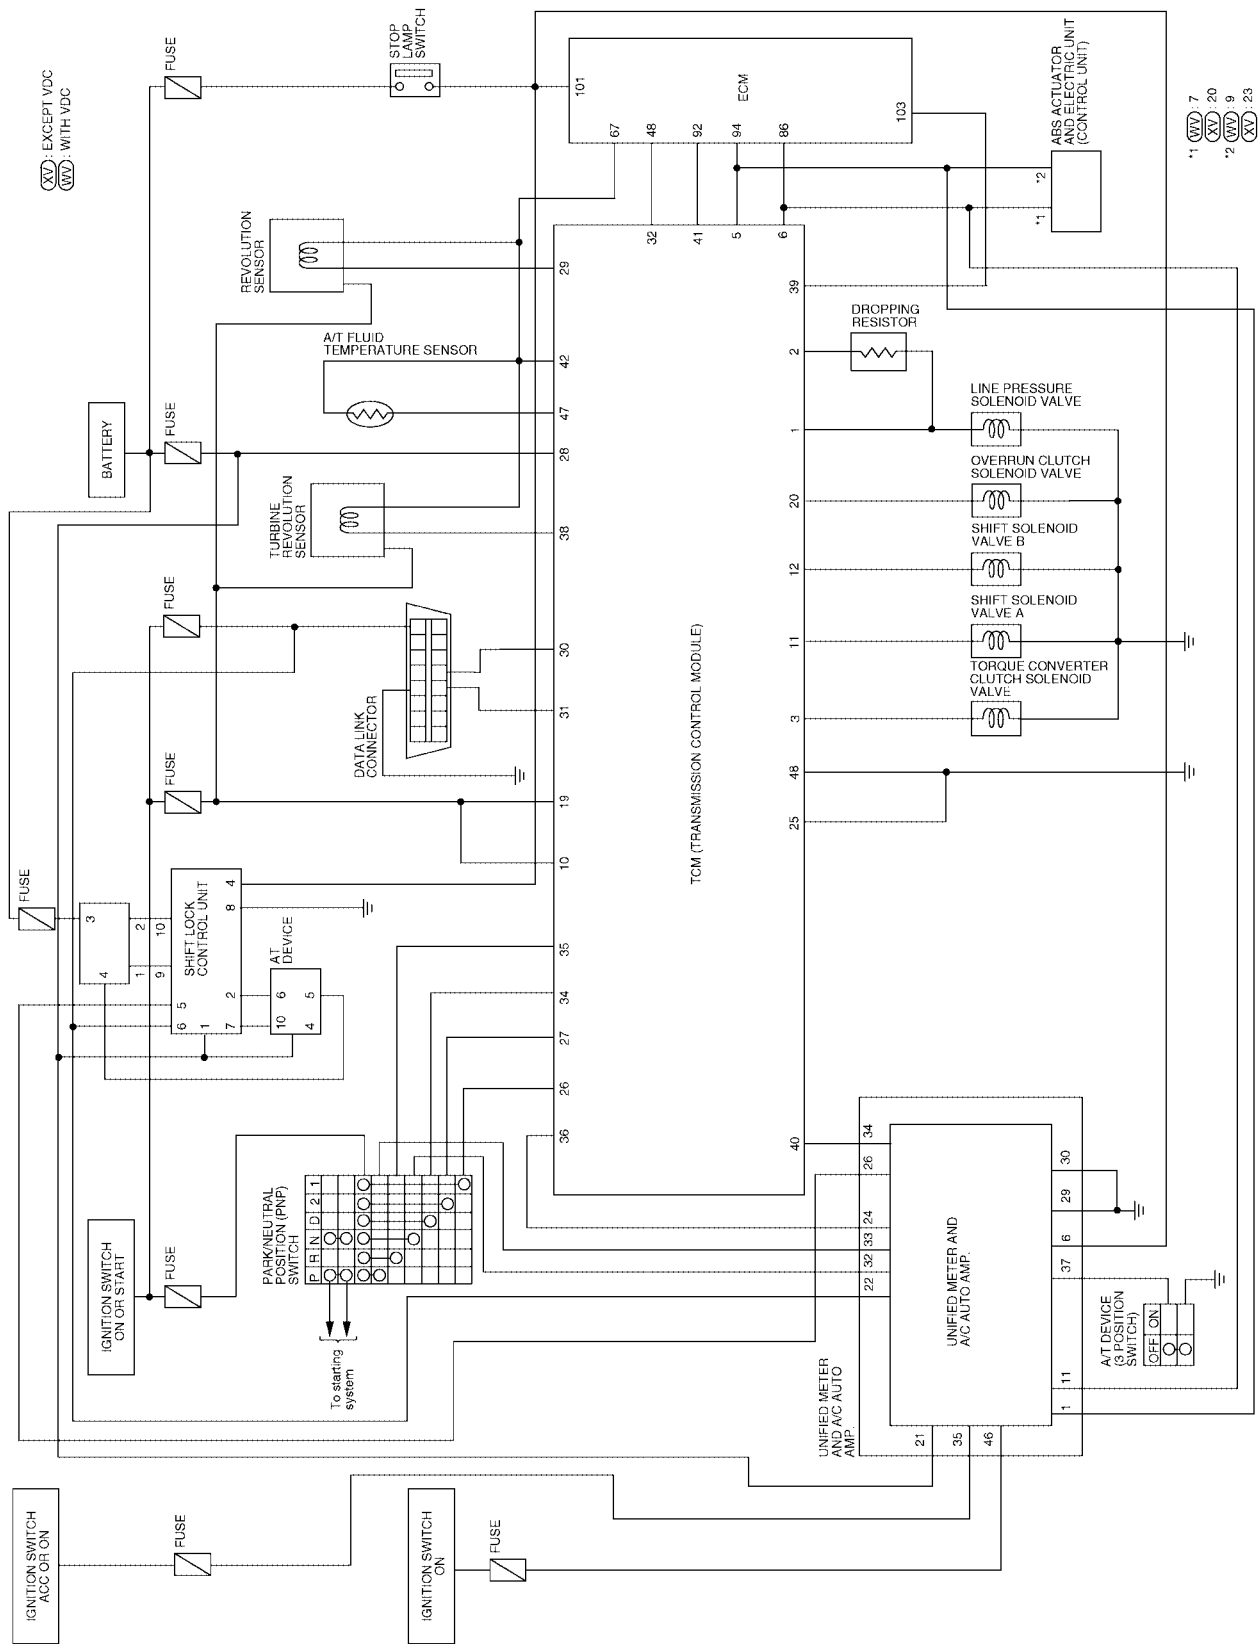 XV : EXCEPT VDC
WV : WITH VDC
FUSE
STOP
LAMP
SWITCH
101
ECM
67
48
92
94
86
103
ABS ACTUATOR
AND ELECTRIC UNIT
(CONTROL UNIT)
*1
*2
*1 WV : 7
XV : 20
*2 WV : 9
XV : 23
REVOLUTION
SENSOR
A/T FLUID
TEMPERATURE SENSOR
BATTERY
FUSE
TURBINE
REVOLUTION
SENSOR
FUSE
DATA LINK
CONNECTOR
FUSE
FUSE
29
42
47
28
38
30
31
19
10
35
34
27
26
36
32
41
5
6
39
2
1
20
12
11
3
48
25
40
TCM (TRANSMISSION CONTROL MODULE)
DROPPING
RESISTOR
LINE PRESSURE
SOLENOID VALVE
OVERRUN CLUTCH
SOLENOID VALVE
SHIFT SOLENOID
VALVE B
SHIFT SOLENOID
VALVE A
TORQUE CONVERTER
CLUTCH SOLENOID
VALVE
3
4
2
1
10
9
SHIFT LOCK
CONTROL UNIT
4
8
5
6
1
2
7
AT
DEVICE
6
5
10
4
IGNITION SWITCH
ON OR START
FUSE
PARK/NEUTRAL
POSITION (PNP)
SWITCH
P R N D 2 1
To starting
system
UNIFIED METER
AND A/C AUTO
AMP.
UNIFIED METER AND
A/C AUTO AMP.
34
26
24
33
32
22
21
35
46
30
29
6
37
11
1
A/T DEVICE
(3 POSITION
SWITCH)
OFF ON
IGNITION SWITCH
ACC OR ON
FUSE
IGNITION SWITCH
ON
FUSE